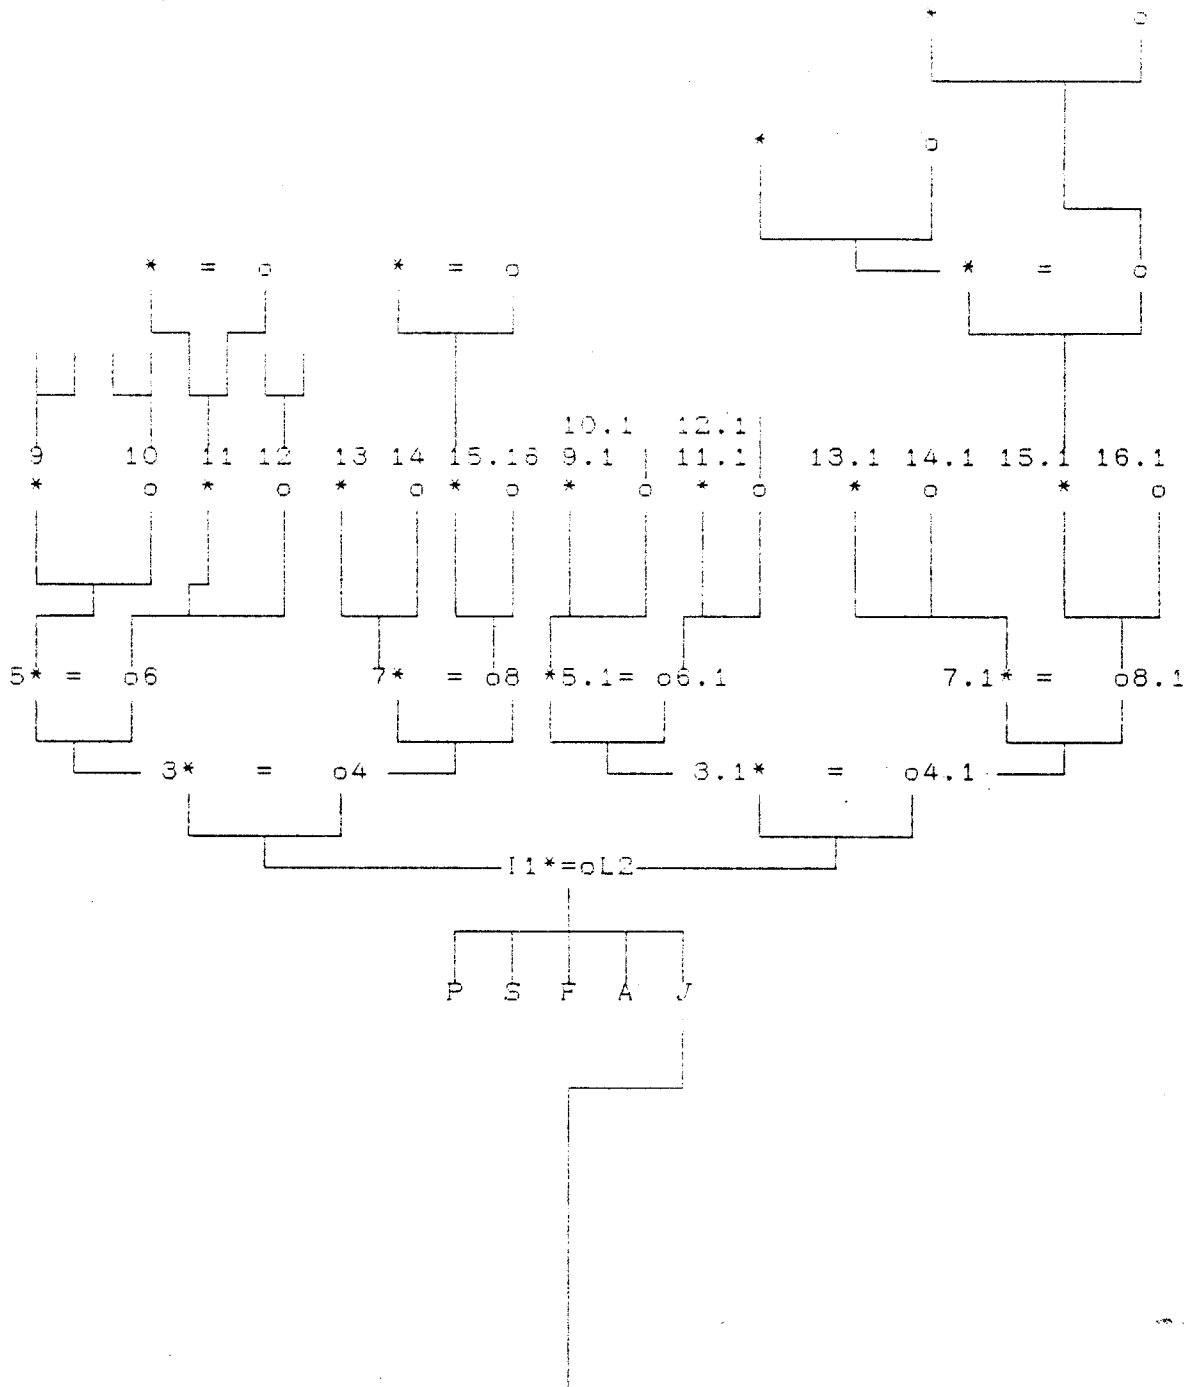 * o
* o
* = o * = o * = o
10.1 12.1
9 10 11 12 13 14 15.16 9.1 11.1 13.1 14.1 15.1 16.1
* o * o * o * o * o * o * o * o
5* = o6 7* = o8 *5.1= o6.1 7.1* = o8.1
3* = o4 3.1* = o4.1
I1*=oL2
P S F A J